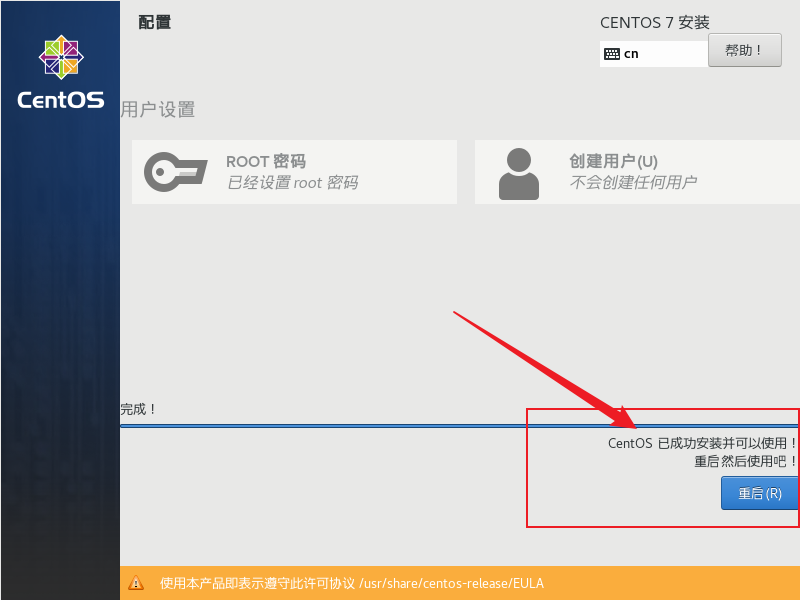 配置
CENTOS 7 安装
cn
帮助！
CentOS
用户设置
ROOT 密码
已经设置 root 密码
创建用户(U)
不会创建任何用户
完成！
CentOS 已成功安装并可以使用！
重启然后使用吧！
重启(R)
使用本产品即表示遵守此许可协议 /usr/share/centos-release/EULA